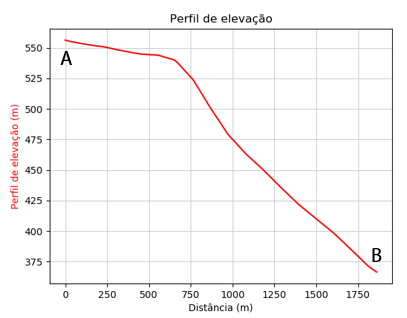 Perfil de elevação
550
525
500
475
450
425
400
375
Perfil de elevação (m)
A
B
0 250 500 750 1000 1250 1500 1750
Distância (m)